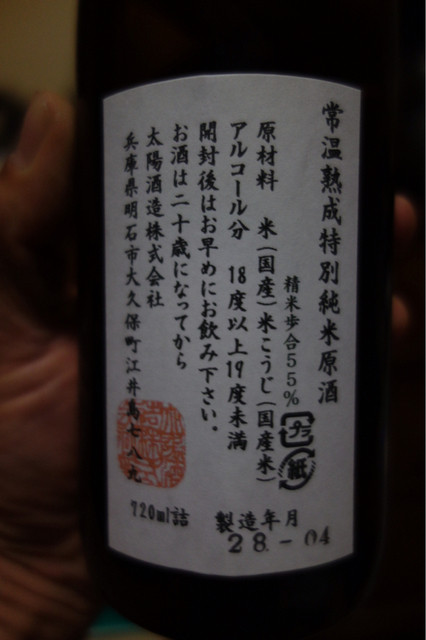 常温熟成特別純米原酒
精米歩合55%
原材料 米(国産)米こうじ(国産米)
アルコール分 18度以上19度未満
開封後はお早めにお飲み下さい。
お酒は二十歳になってから
太陽酒造株式会社
兵庫県明石市大久保町江井島七八九
プラ
紙
720ml詰
製造年月
28.-04